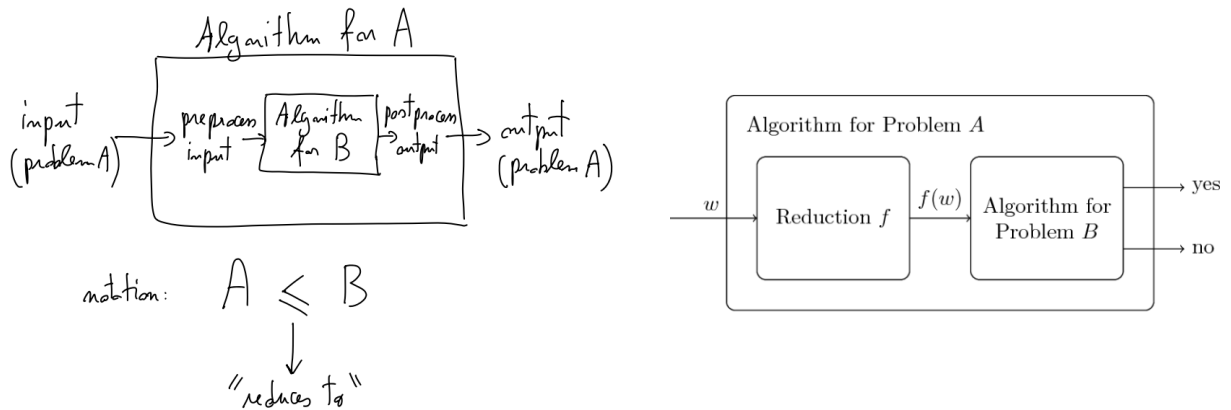 Algorithm for A
input
(problem A)
preprocess
input
Algorithm
for B
postprocess
output
output
(problem A)
notation: A ≤ B
"reduces to"
Algorithm for Problem A
w
Reduction f
f(w)
Algorithm for
Problem B
yes
no